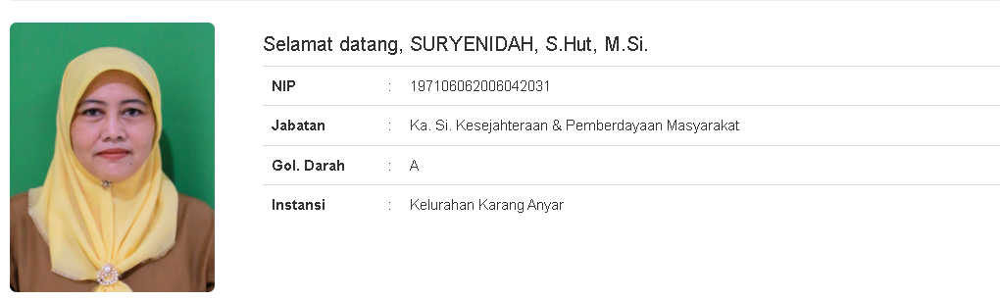 Selamat datang, SURYENIDAH, S.Hut, M.Si.
NIP : 197106062006042031
Jabatan : Ka. Si. Kesejahteraan & Pemberdayaan Masyarakat
Gol. Darah : A
Instansi : Kelurahan Karang Anyar